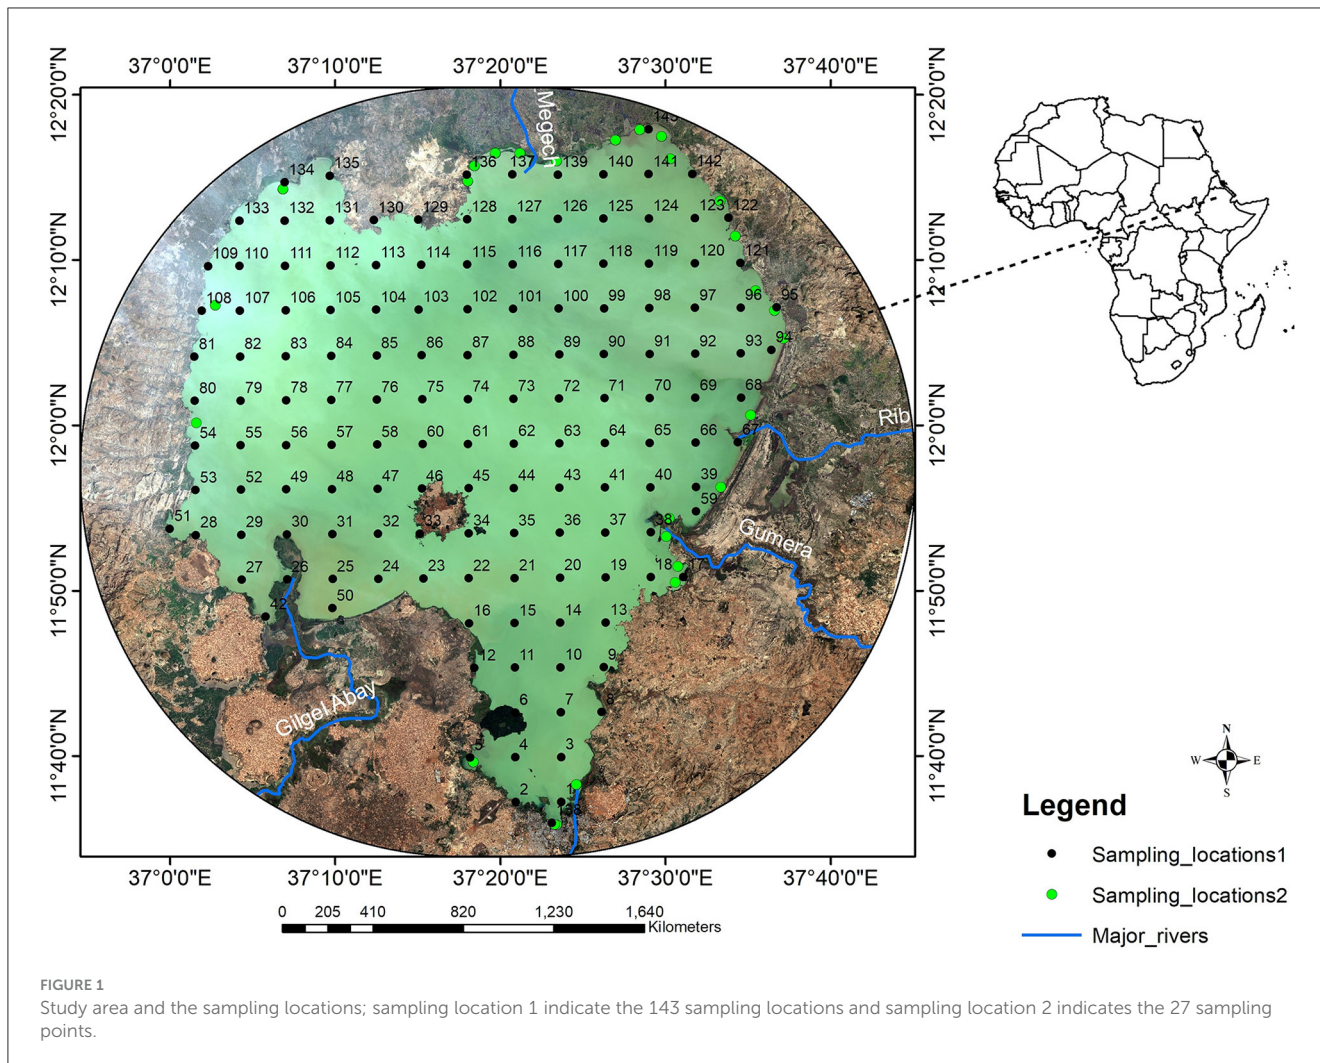 37°0'0"E 37°10'0"E 37°20'0"E 37°30'0"E 37°40'0"E
12°20'0"N 12°20'0"N
Megech
143
134 135 136 137 139 140 141 142
133 132 131 130 129 128 127 126 125 124 123 122
12°10'0"N 12°10'0"N
109 110 111 112 113 114 115 116 117 118 119 120 121
108 107 106 105 104 103 102 101 100 99 98 97 96 95
81 82 83 84 85 86 87 88 89 90 91 92 93 94
80 79 78 77 76 75 74 73 72 71 70 69 68
Rib
12°0'0"N 12°0'0"N
54 55 56 57 58 60 61 62 63 64 65 66 67
53 52 49 48 47 46 45 44 43 41 40 39
59
51 28 29 30 31 32 33 34 35 36 37 38
Gumera
27 26 25 24 23 22 21 20 19 18 17
11°50'0"N 11°50'0"N
42 50 16 15 14 13
12 11 10 9
Gilgel Abay
6 7 8
5 4 3
11°40'0"N 11°40'0"N
2 1
37°0'0"E 37°10'0"E 37°20'0"E 37°30'0"E 37°40'0"E
0 205 410 820 1,230 1,640
Kilometers
N
W E
S
Legend
Sampling_locations1
Sampling_locations2
Major_rivers
FIGURE 1
Study area and the sampling locations; sampling location 1 indicate the 143 sampling locations and sampling location 2 indicates the 27 sampling
points.